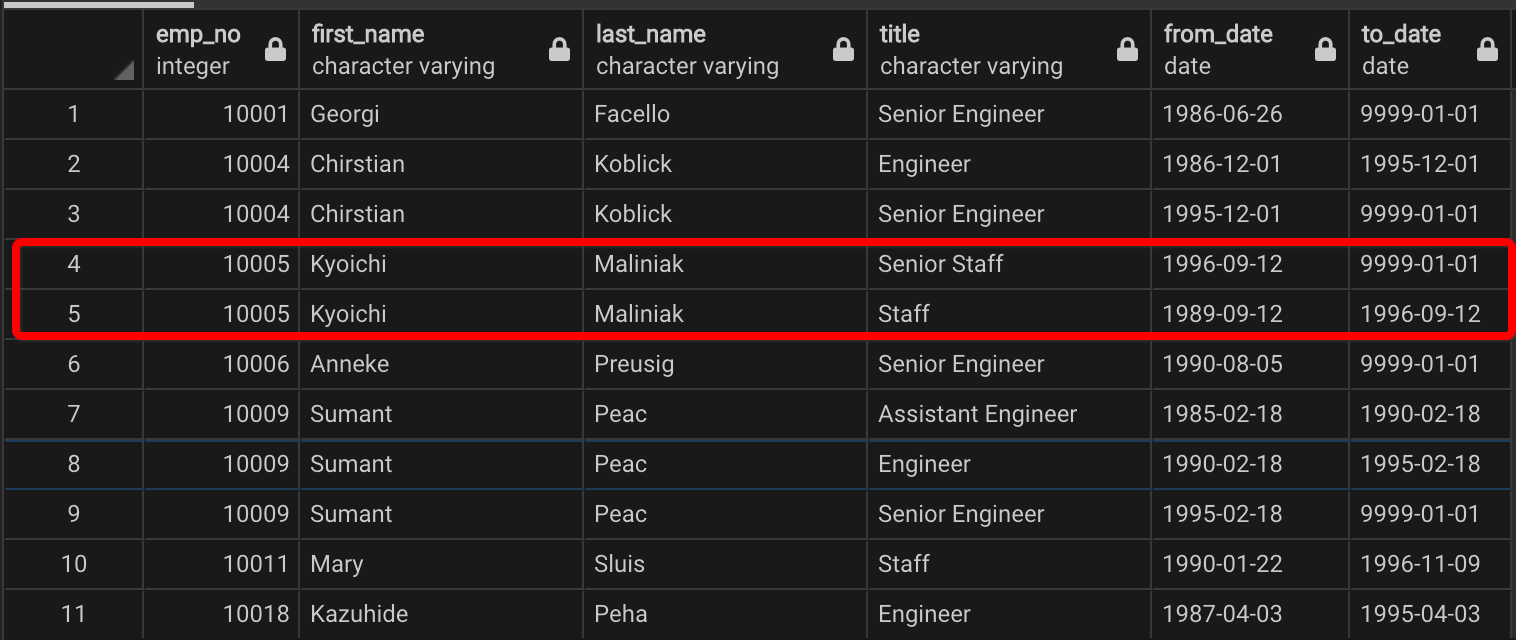 emp_no first_name last_name title from_date to_date
integer character varying character varying character varying date date
1 10001 Georgi Facello Senior Engineer 1986-06-26 9999-01-01
2 10004 Chirstian Koblick Engineer 1986-12-01 1995-12-01
3 10004 Chirstian Koblick Senior Engineer 1995-12-01 9999-01-01
4 10005 Kyoichi Maliniak Senior Staff 1996-09-12 9999-01-01
5 10005 Kyoichi Maliniak Staff 1989-09-12 1996-09-12
6 10006 Anneke Preusig Senior Engineer 1990-08-05 9999-01-01
7 10009 Sumant Peac Assistant Engineer 1985-02-18 1990-02-18
8 10009 Sumant Peac Engineer 1990-02-18 1995-02-18
9 10009 Sumant Peac Senior Engineer 1995-02-18 9999-01-01
10 10011 Mary Sluis Staff 1990-01-22 1996-11-09
11 10018 Kazuhide Peha Engineer 1987-04-03 1995-04-03